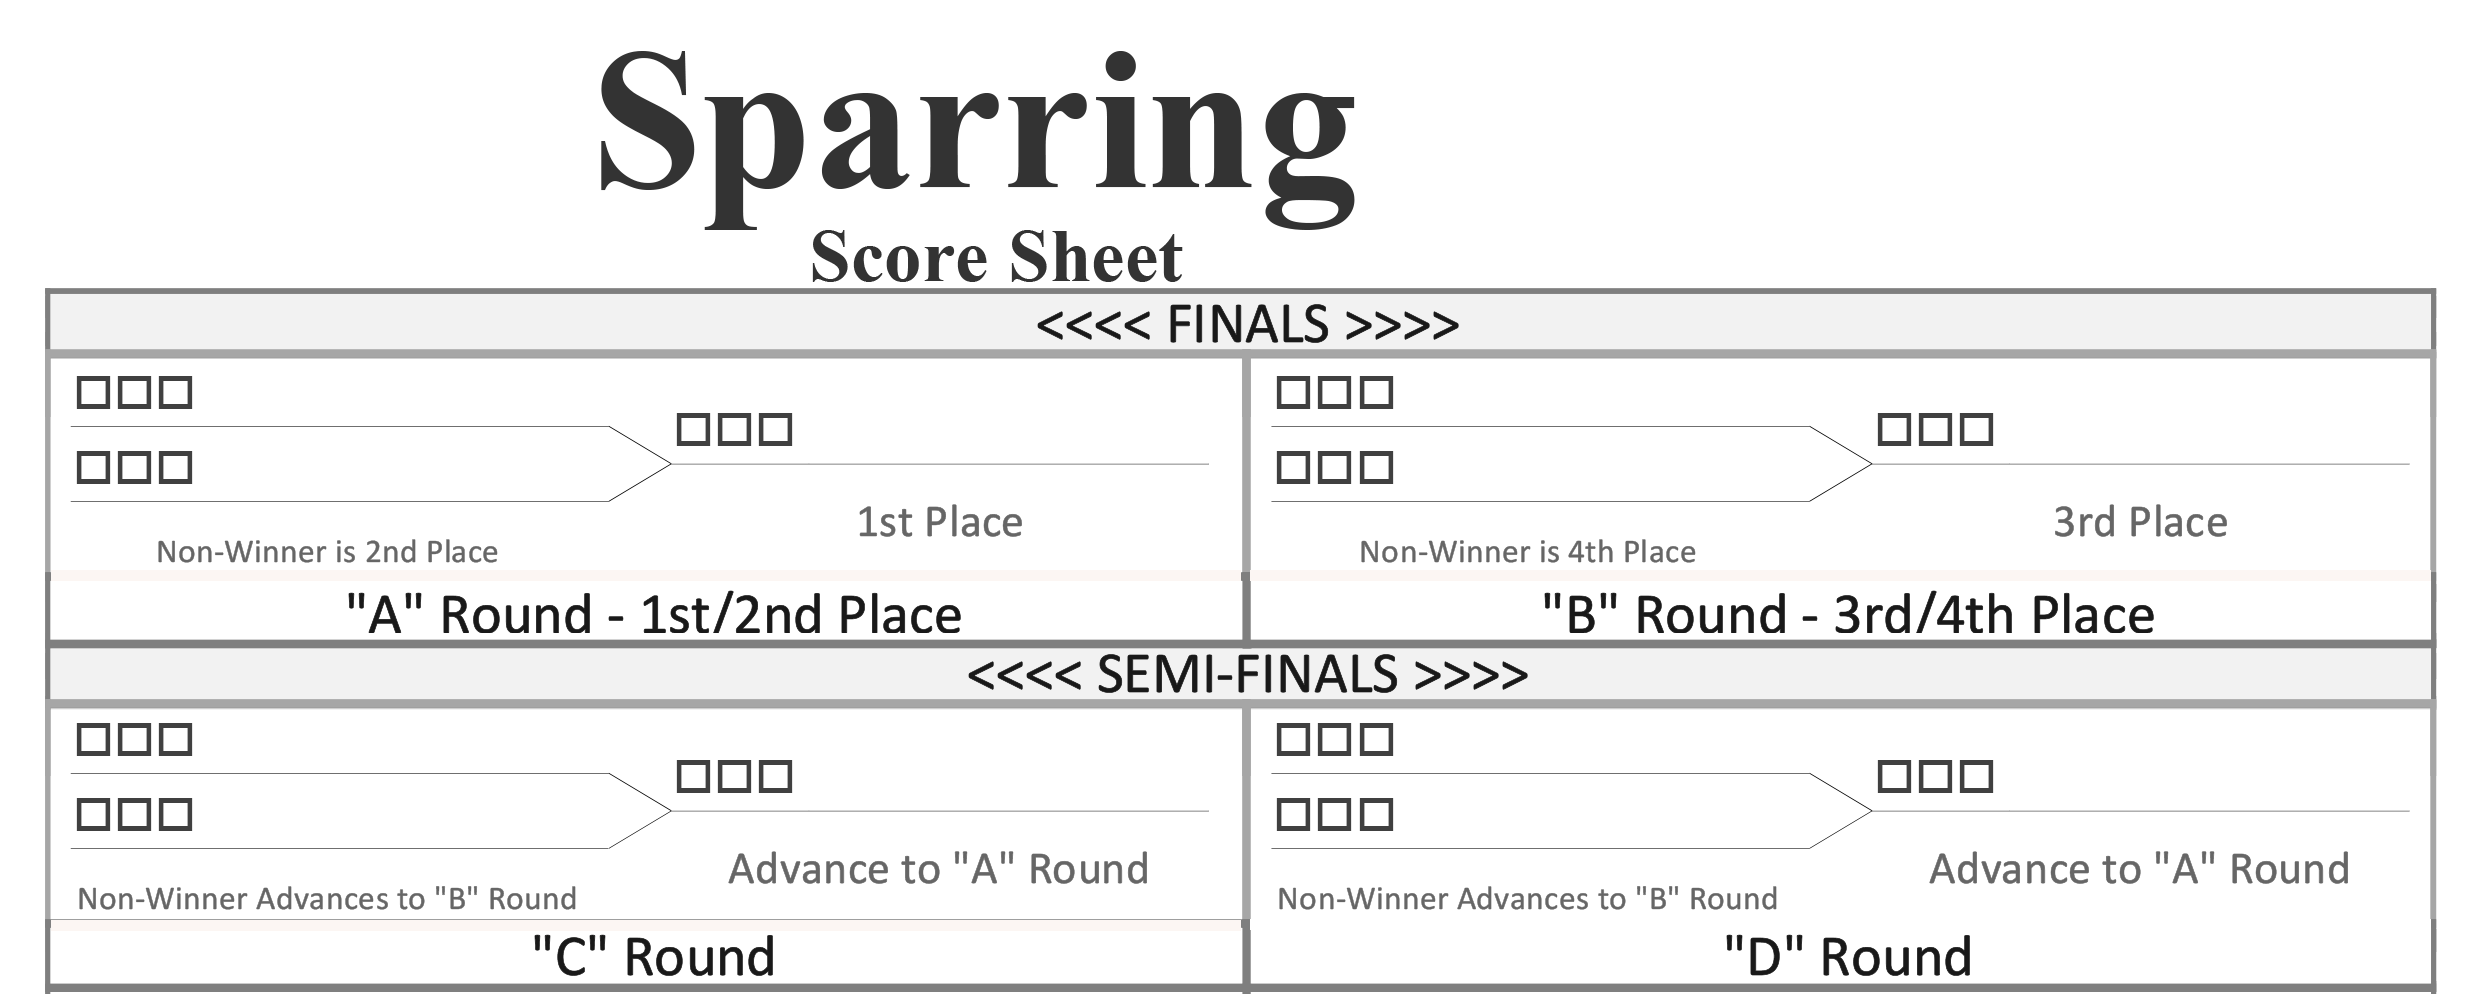 Sparring
Score Sheet
<<<< FINALS >>>>
□□□
□□□
□□□
1st Place
Non-Winner is 2nd Place
"A" Round - 1st/2nd Place
□□□
□□□
□□□
3rd Place
Non-Winner is 4th Place
"B" Round - 3rd/4th Place
<<<< SEMI-FINALS >>>>
□□□
□□□
□□□
Advance to "A" Round
Non-Winner Advances to "B" Round
"C" Round
□□□
□□□
□□□
Advance to "A" Round
Non-Winner Advances to "B" Round
"D" Round